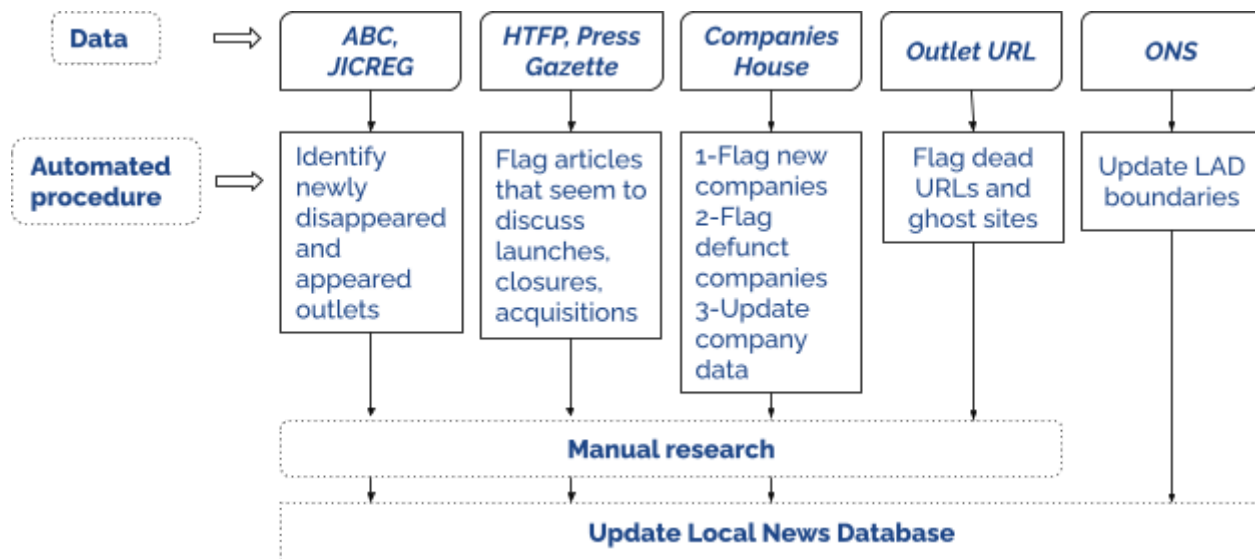 Data
ABC,
JICREG
HTFP, Press
Gazette
Companies
House
Outlet URL
ONS
Automated
procedure
Identify
newly
disappeared
and
appeared
outlets
Flag articles
that seem to
discuss
launches,
closures,
acquisitions
1-Flag new
companies
2-Flag
defunct
companies
3-Update
company
data
Flag dead
URLs and
ghost sites
Update LAD
boundaries
Manual research
Update Local News Database